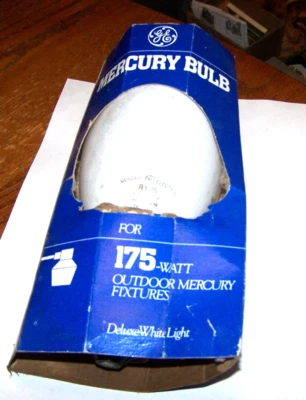 GE
MERCURY BULB
FOR
175-WATT
OUTDOOR MERCURY
FIXTURES
Deluxe White Light